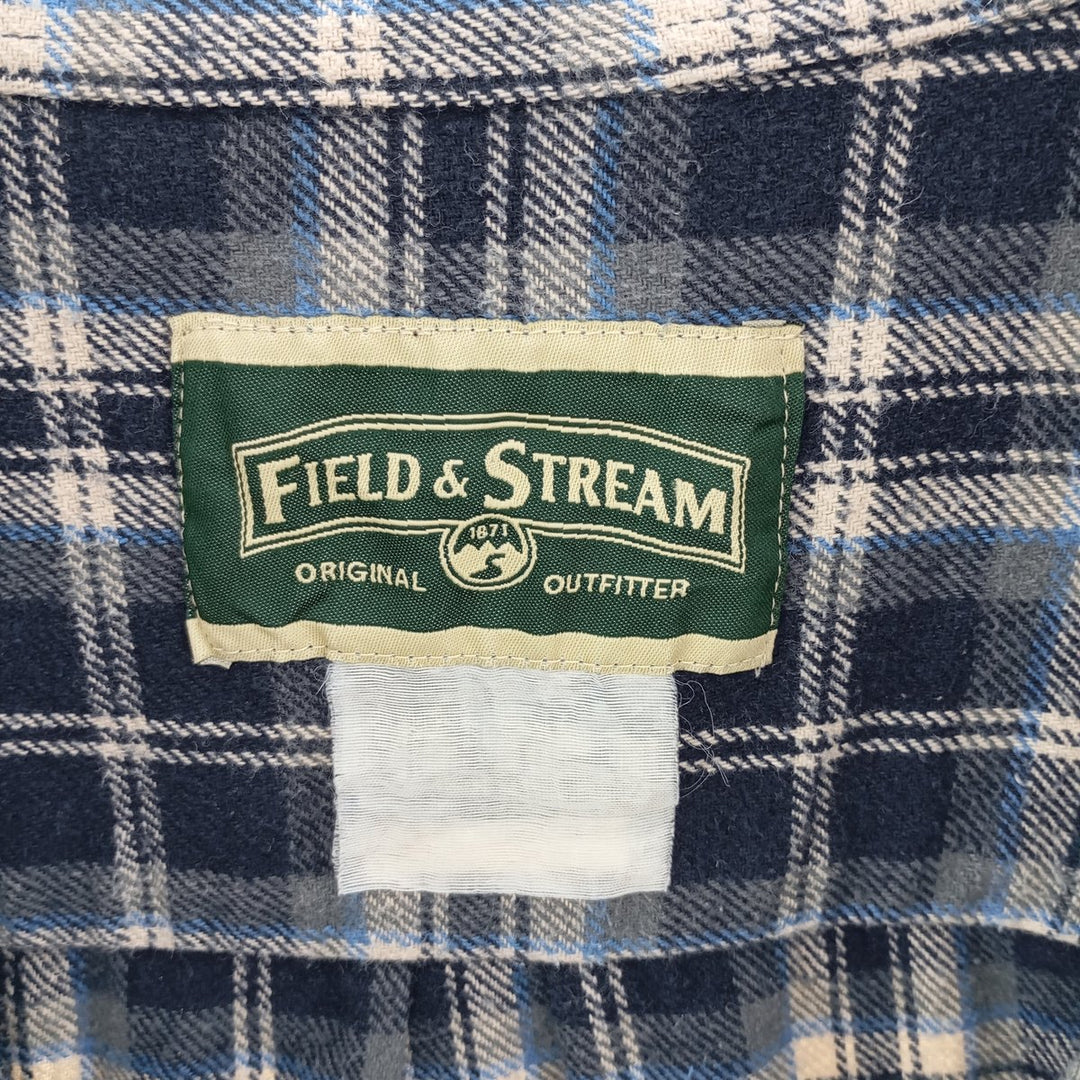 FIELD & STREAM
1871
ORIGINAL OUTFITTER